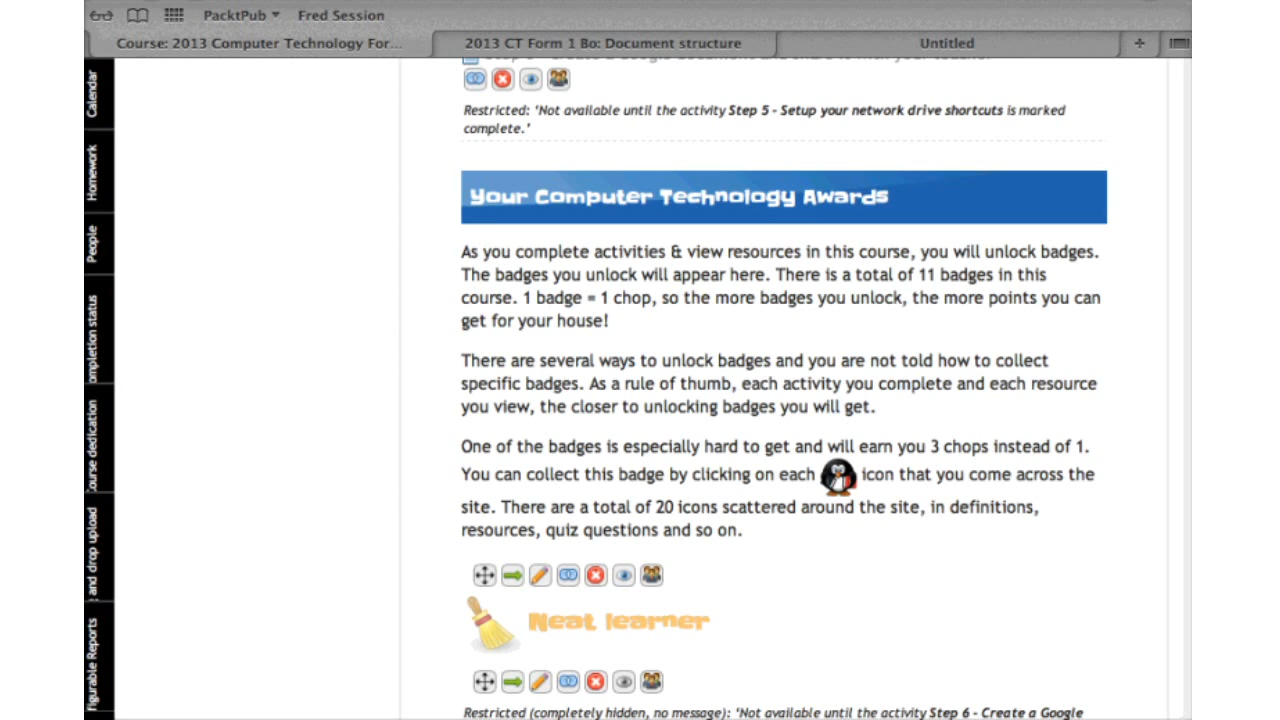 PacktPub Fred Session
Course: 2013 Computer Technology For... 2013 CT Form 1 Bo: Document structure Untitled
Restricted: ‘Not available until the activity Step 5 - Setup your network drive shortcuts is marked
complete.’
Your Computer Technology Awards
As you complete activities & view resources in this course, you will unlock badges.
The badges you unlock will appear here. There is a total of 11 badges in this
course. 1 badge = 1 chop, so the more badges you unlock, the more points you can
get for your house!
There are several ways to unlock badges and you are not told how to collect
specific badges. As a rule of thumb, each activity you complete and each resource
you view, the closer to unlocking badges you will get.
One of the badges is especially hard to get and will earn you 3 chops instead of 1.
You can collect this badge by clicking on each icon that you come across the
site. There are a total of 20 icons scattered around the site, in definitions,
resources, quiz questions and so on.
Neat learner
Restricted (completely hidden, no message): ‘Not available until the activity Step 6 - Create a Google
Calendar
Homework
People
ompletion status
ourse dedication
and drop upload
figurable Reports